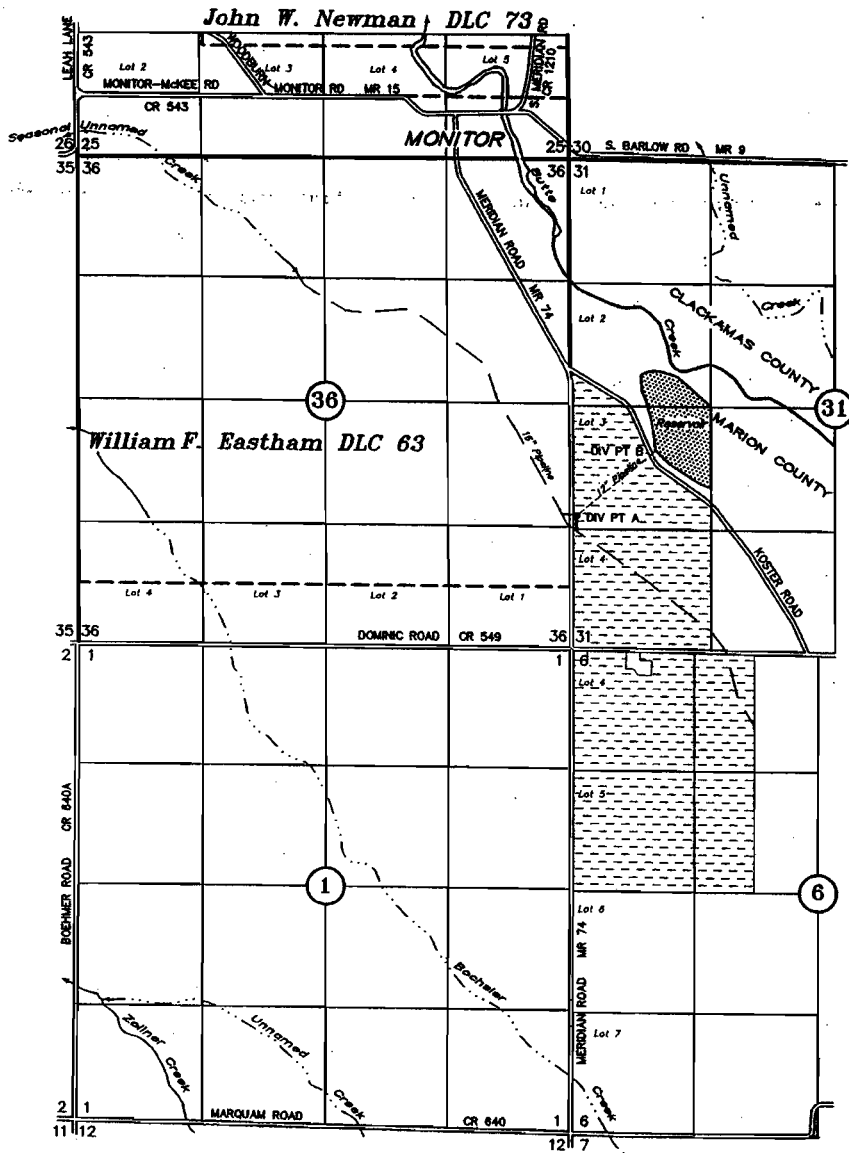 John W. Newman DLC 73
LEAH LANE
CR 543
Lot 2
WOODBURN
Lot 3
Lot 4
Lot 5
S. MERIDIAN RD
CR 1210
MONITOR-McKEE RD
MONITOR RD
MR 15
CR 543
Seasonal Unnamed
Creek
MONITOR
26 25
35 36
25 30
36 31
S. BARLOW RD
MR 9
Butte
Creek
Lot 1
Unnamed
Creek
MERIDIAN ROAD
MR 74
Lot 2
CLACKAMAS COUNTY
MARION COUNTY
36
31
William F. Eastham DLC 63
Lot 3
Reservoir
DIV PT B
16" Pipeline
12" Pipeline
DIV PT A
Lot 4
KOSTER ROAD
Lot 4
Lot 3
Lot 2
Lot 1
35 36
2 1
DOMINIC ROAD
CR 549
36 31
1 6
Lot 4
Lot 5
BOEHMER ROAD
CR 640A
1
6
Lot 6
MERIDIAN ROAD
MR 74
Bochsler
Creek
Lot 7
Zollner
Creek
Unnamed
Creek
2 1
11 12
MARQUAM ROAD
CR 640
1 6
12 7